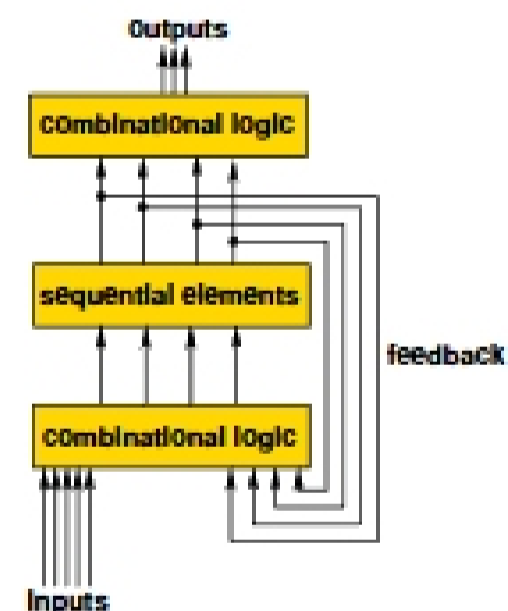 Outputs
combinational logic
sequential elements
feedback
combinational logic
Inputs